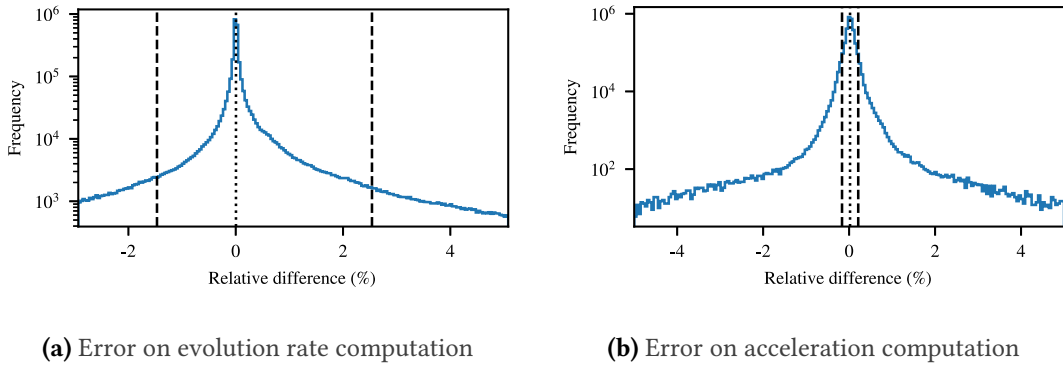 10^6
10^5
10^4
10^3
Frequency
-2 0 2 4
Relative difference (%)
(a) Error on evolution rate computation
10^6
10^4
10^2
Frequency
-4 -2 0 2 4
Relative difference (%)
(b) Error on acceleration computation